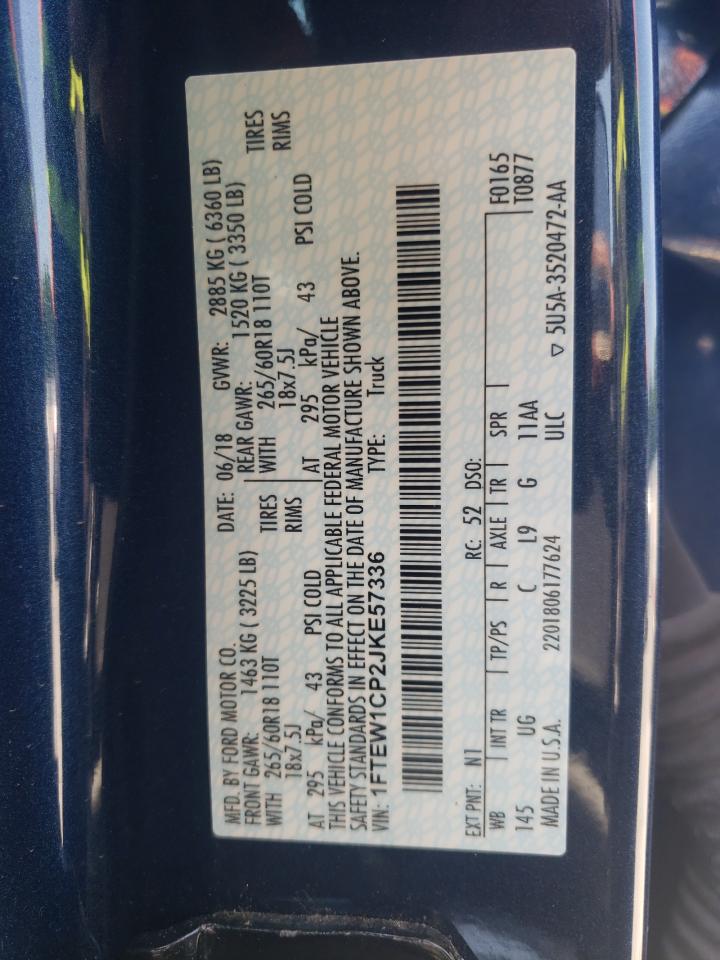 MFD. BY FORD MOTOR CO. DATE: 06/18 GVWR: 2885 KG ( 6360 LB)
FRONT GAWR: 1463 KG ( 3225 LB) REAR GAWR: 1520 KG ( 3350 LB)
WITH 265/60R18 110T TIRES WITH 265/60R18 110T TIRES
18x7.5J RIMS 18x7.5J RIMS
AT 295 kPa/ 43 PSI COLD AT 295 kPa/ 43 PSI COLD
THIS VEHICLE CONFORMS TO ALL APPLICABLE FEDERAL MOTOR VEHICLE
SAFETY STANDARDS IN EFFECT ON THE DATE OF MANUFACTURE SHOWN ABOVE.
VIN: 1FTEW1CP2JKE57336 TYPE: Truck
EXT PNT: N1 RC: 52 DSO:
WB INT TR TP/PS R AXLE TR SPR F0165
145 UG C L9 G 11AA T0877
MADE IN U.S.A. 2201806177624 ULC
▽ 5U5A-3520472-AA